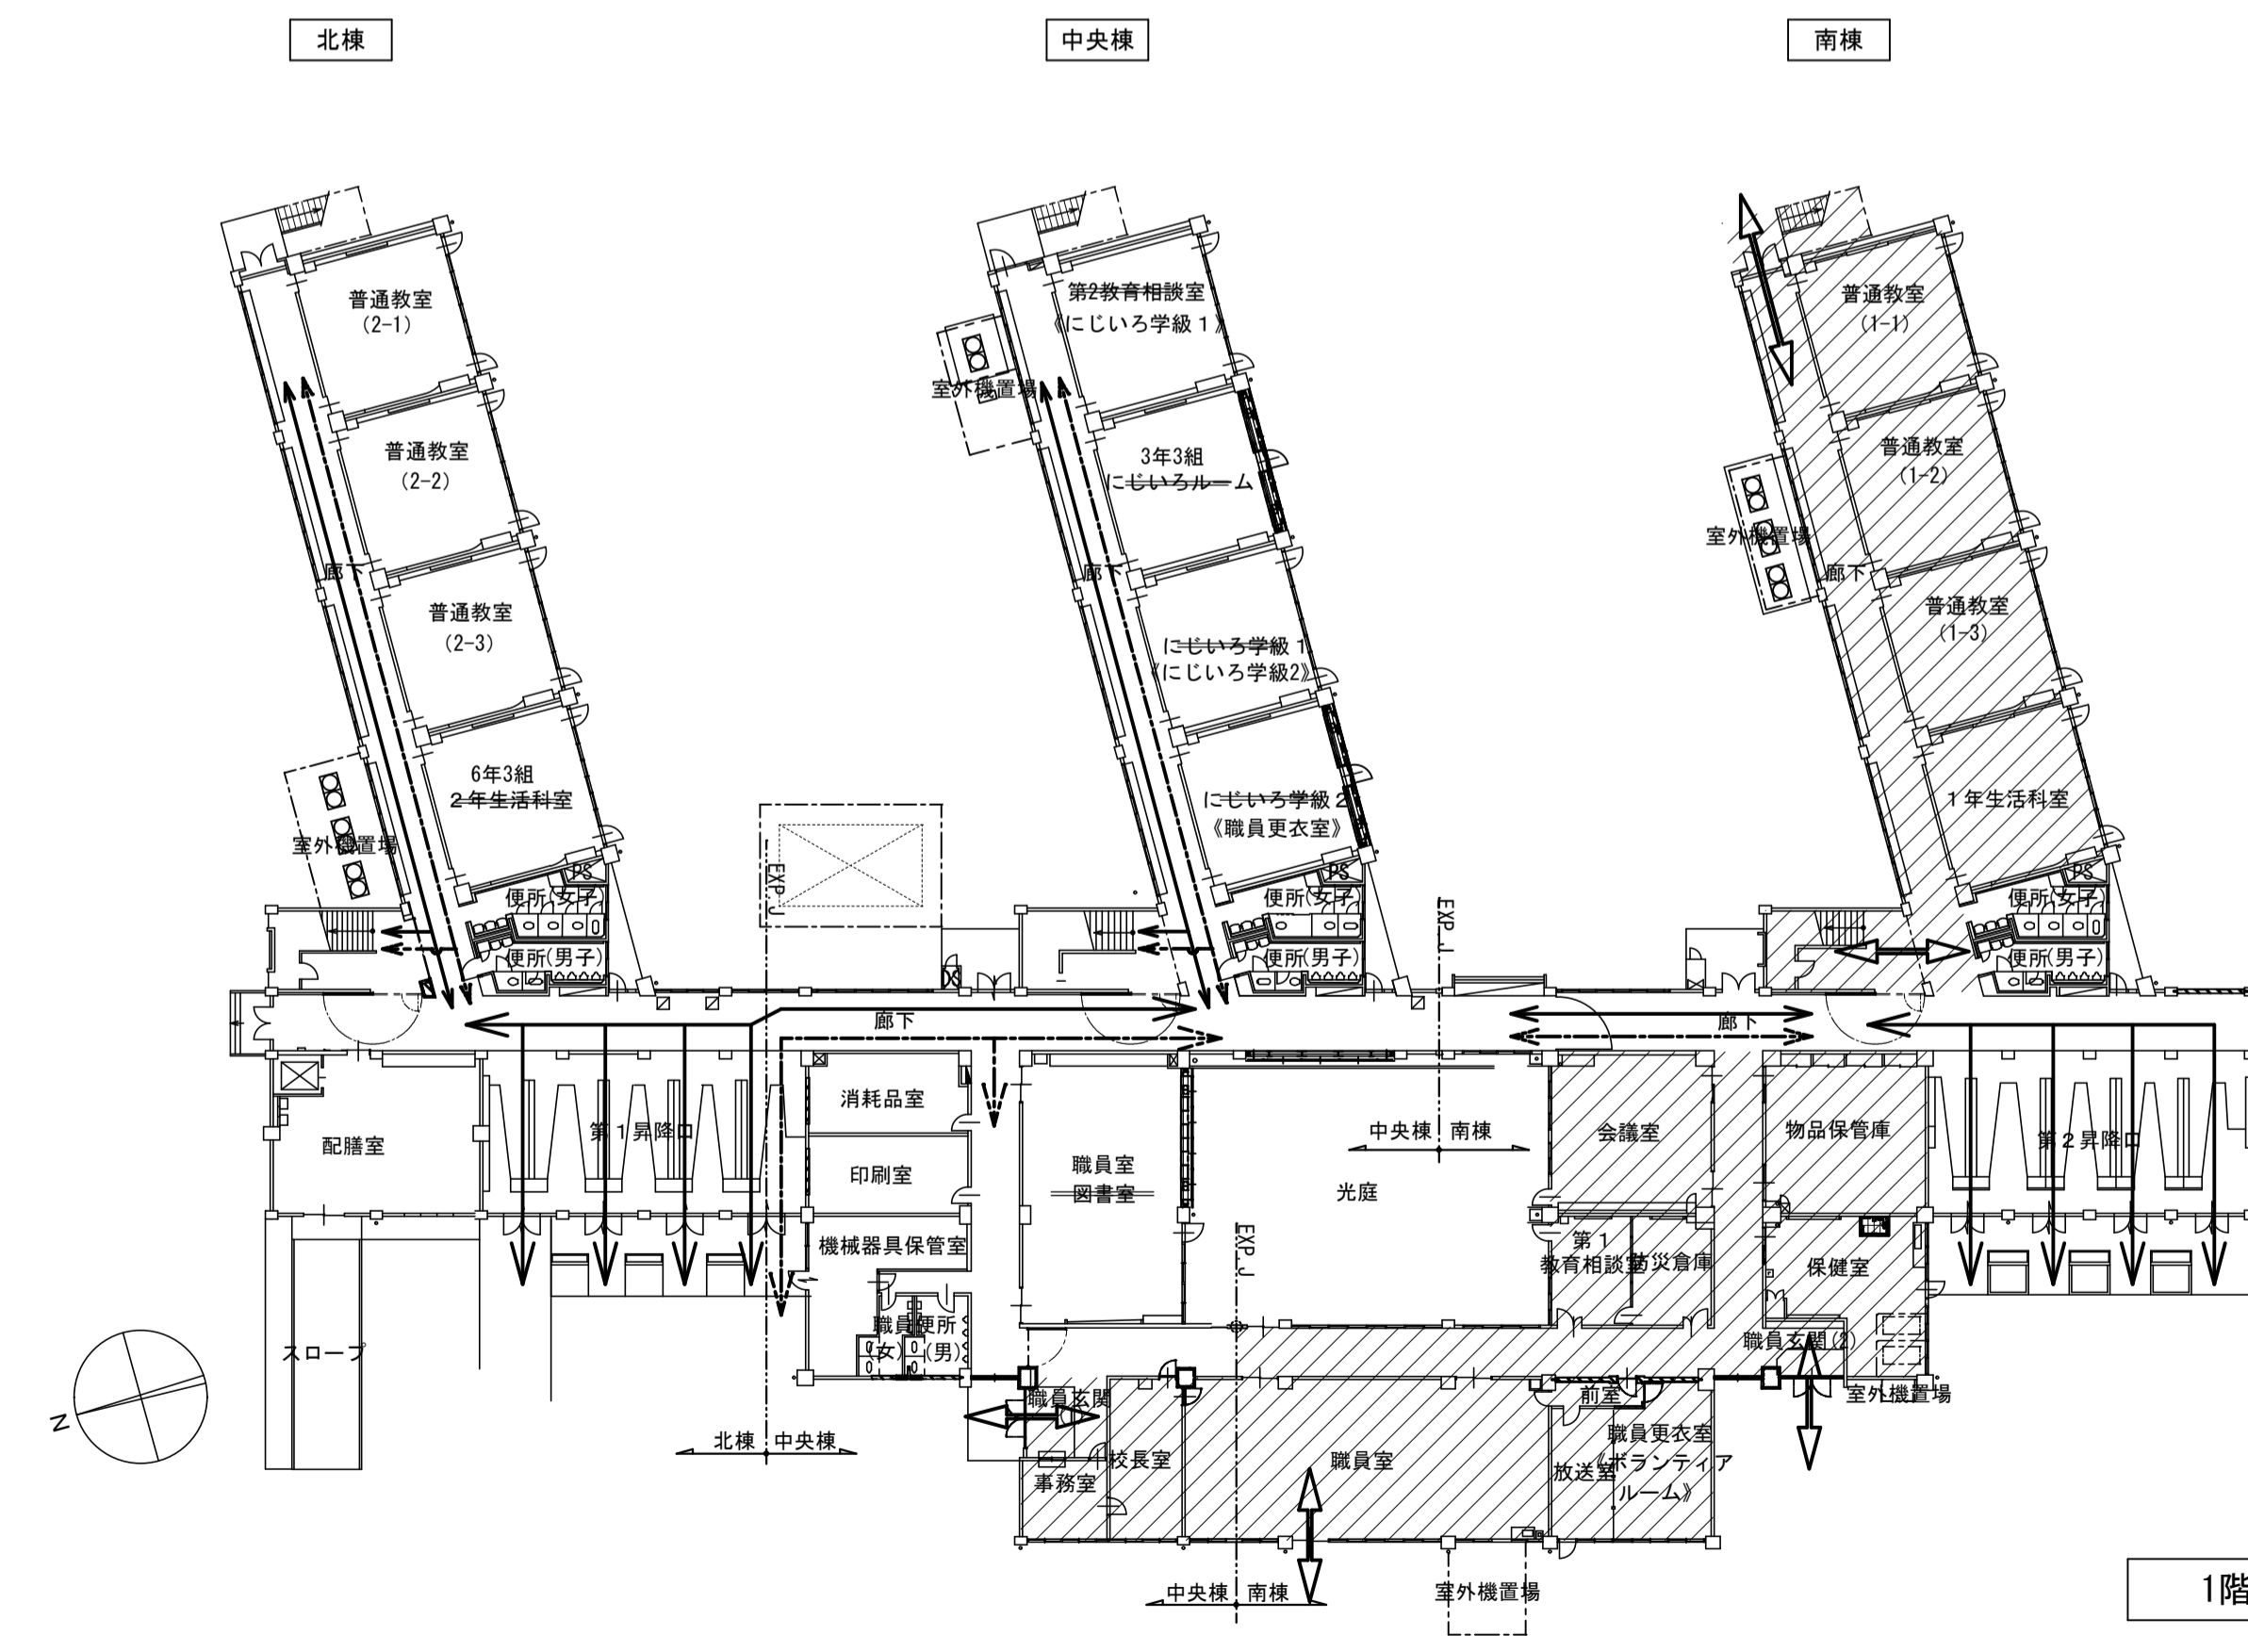 北棟
中央棟
南棟
普通教室
(2-1)
普通教室
(2-2)
廊下
普通教室
(2-3)
6年3組
2年生活科室
室外機置場
PS
便所(女子)
便所(男子)
第2教育相談室
《にじいろ学級1》
室外機置場
3年3組
にじいろルーム
廊下
にじいろ学級1
《にじいろ学級2》
にじいろ学級2
《職員更衣室》
PS
便所(女子)
便所(男子)
普通教室
(1-1)
普通教室
(1-2)
室外機置場
廊下
普通教室
(1-3)
1年生活科室
PS
便所(女子)
便所(男子)
EXP.J
EXP.J
廊下
廊下
配膳室
第1昇降口
消耗品室
印刷室
機械器具保管室
職員便所
(女)
(男)
職員室
図書室
光庭
中央棟 南棟
EXP.J
会議室
第1
教育相談室
防災倉庫
物品保管庫
第2昇降口
保健室
職員玄関(2)
室外機置場
スロープ
N
北棟 中央棟
職員玄関
事務室
校長室
職員室
前室
放送室
職員更衣室
《ボランティア
ルーム》
中央棟 南棟
室外機置場
1階